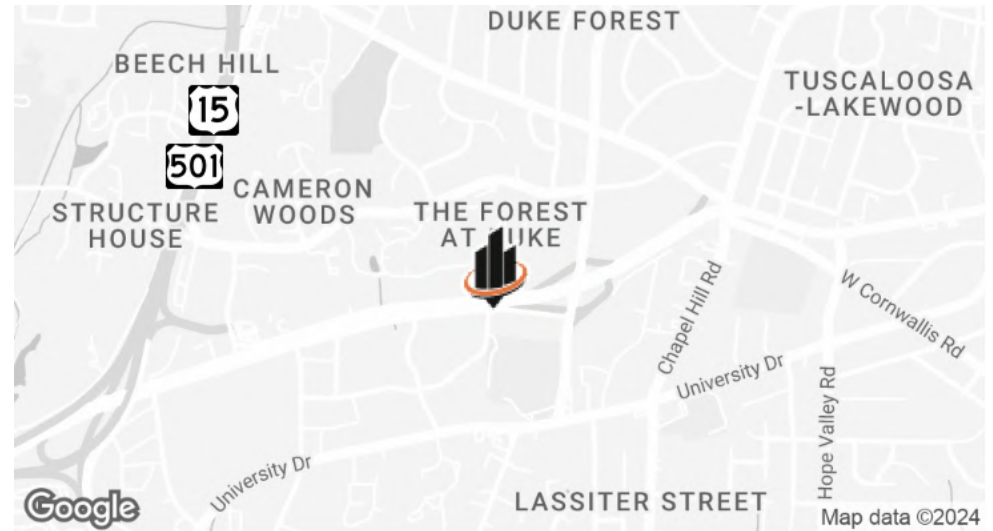 DUKE FOREST
BEECH HILL
TUSCALOOSA
-LAKEWOOD
15
501
CAMERON
WOODS
STRUCTURE
HOUSE
THE FOREST
AT DUKE
Chapel Hill Rd
W Cornwallis Rd
University Dr
Hope Valley Rd
University Dr
LASSITER STREET
Google
Map data ©2024